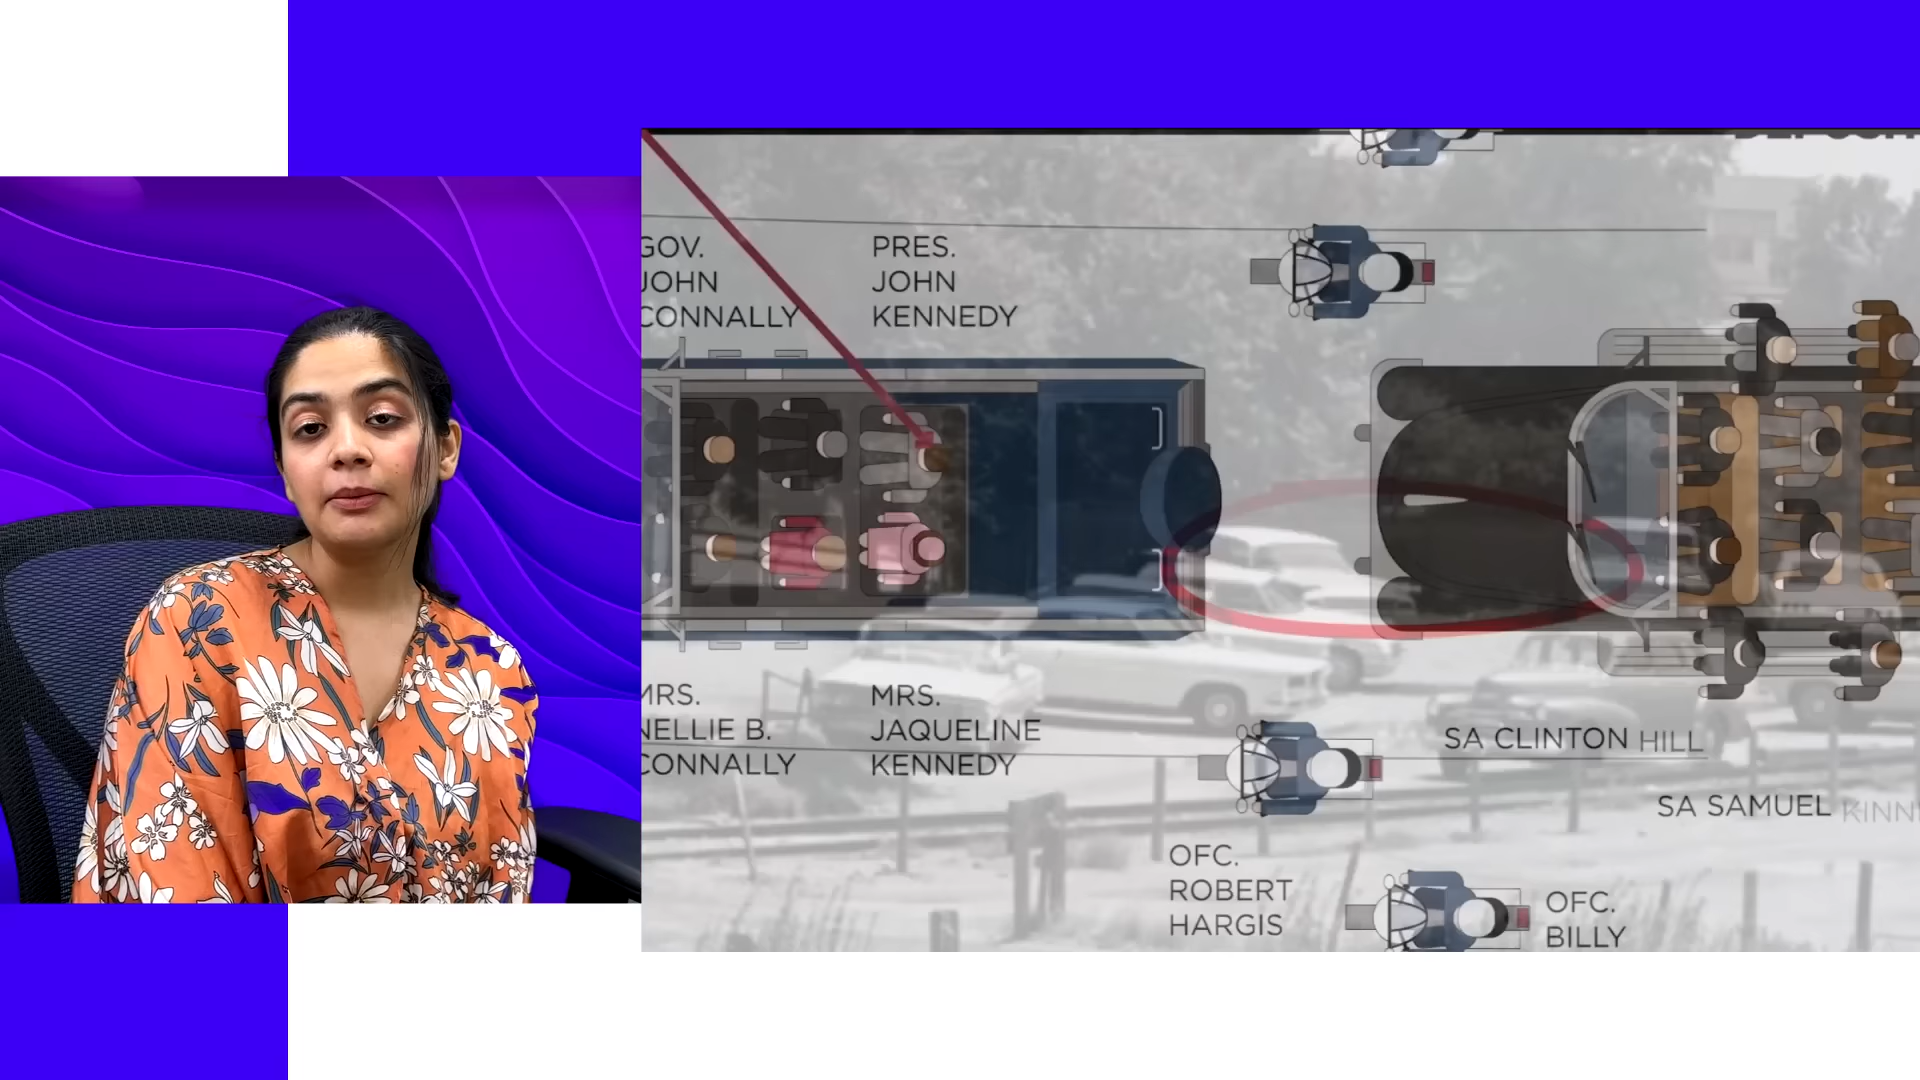 GOV.
JOHN
CONNALLY
PRES.
JOHN
KENNEDY
MRS.
NELLIE B.
CONNALLY
MRS.
JAQUELINE
KENNEDY
SA CLINTON HILL
SA SAMUEL KINN
OFC.
ROBERT
HARGIS
OFC.
BILLY